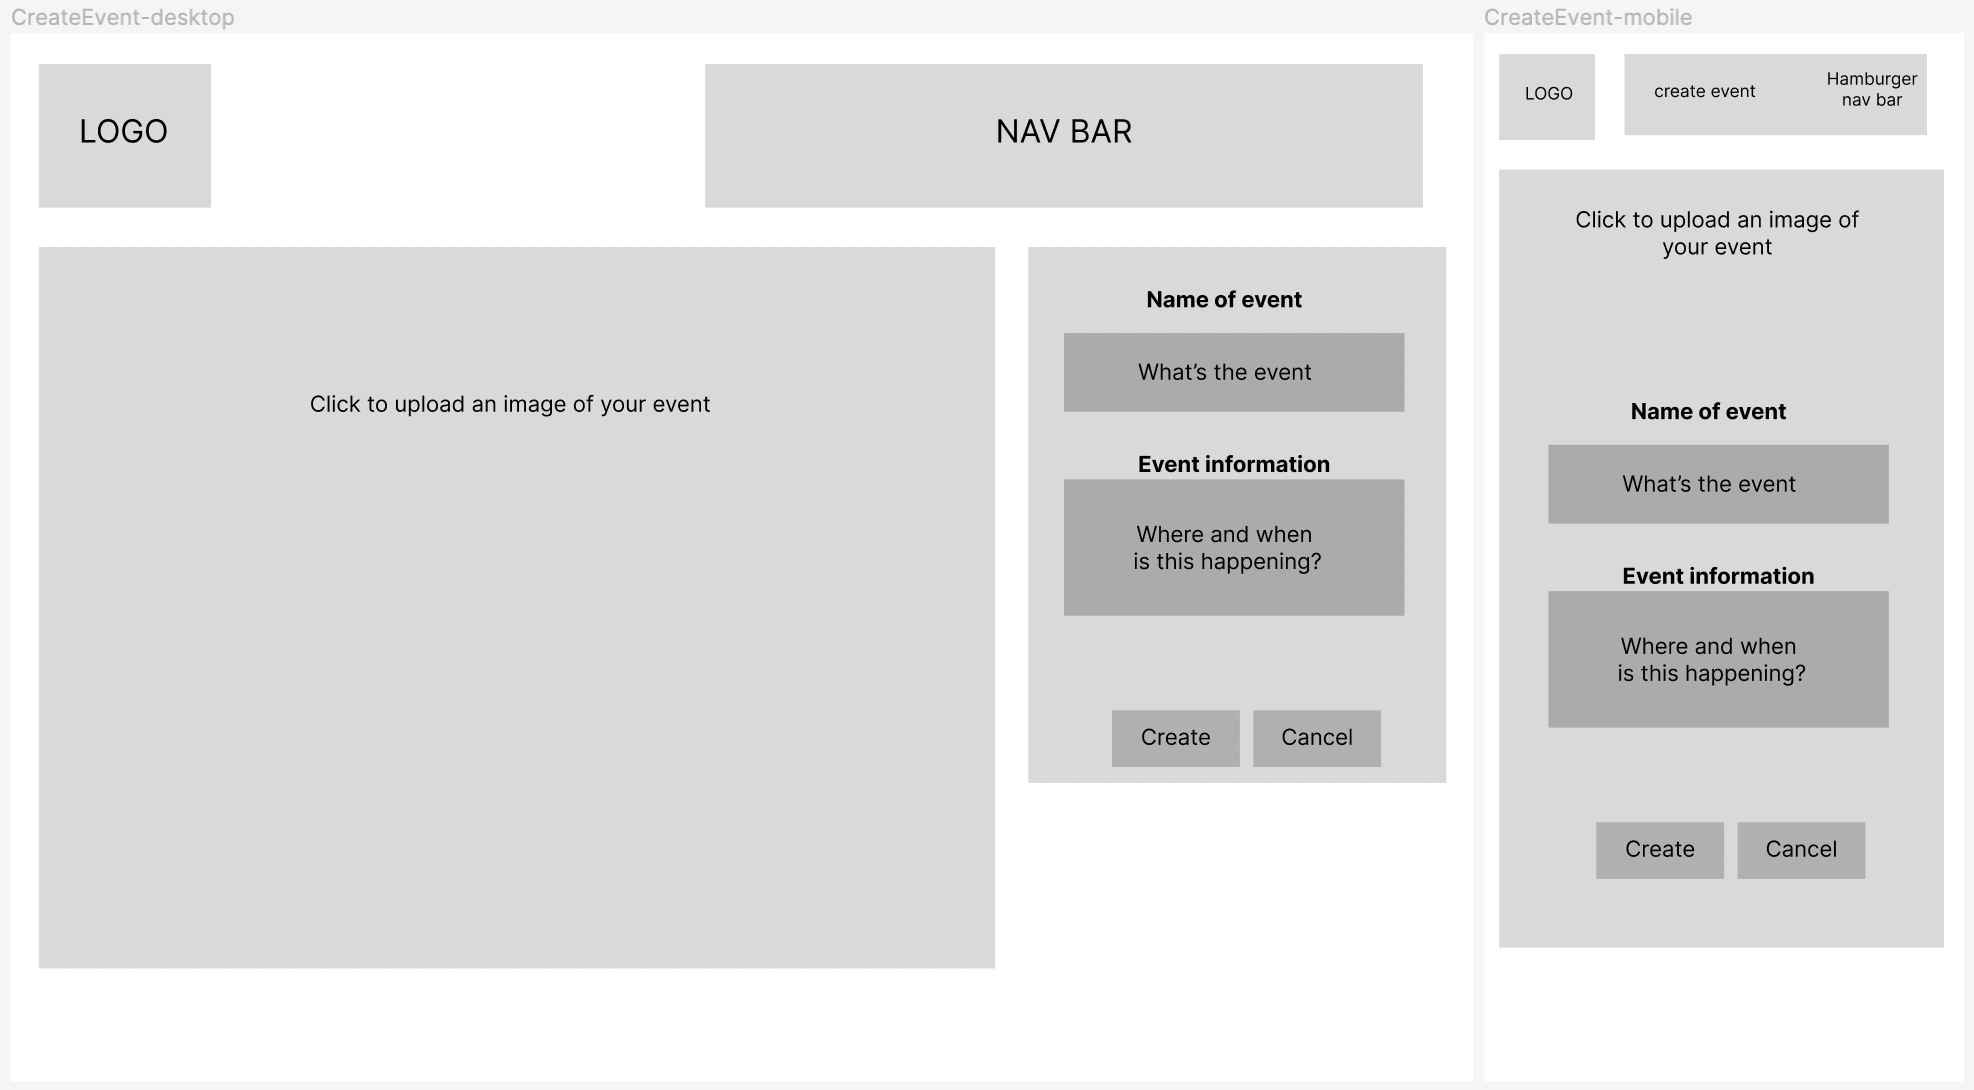 CreateEvent-desktop
LOGO
NAV BAR
Click to upload an image of your event
Name of event
What’s the event
Event information
Where and when
is this happening?
Create
Cancel
CreateEvent-mobile
LOGO
create event
Hamburger
nav bar
Click to upload an image of
your event
Name of event
What’s the event
Event information
Where and when
is this happening?
Create
Cancel